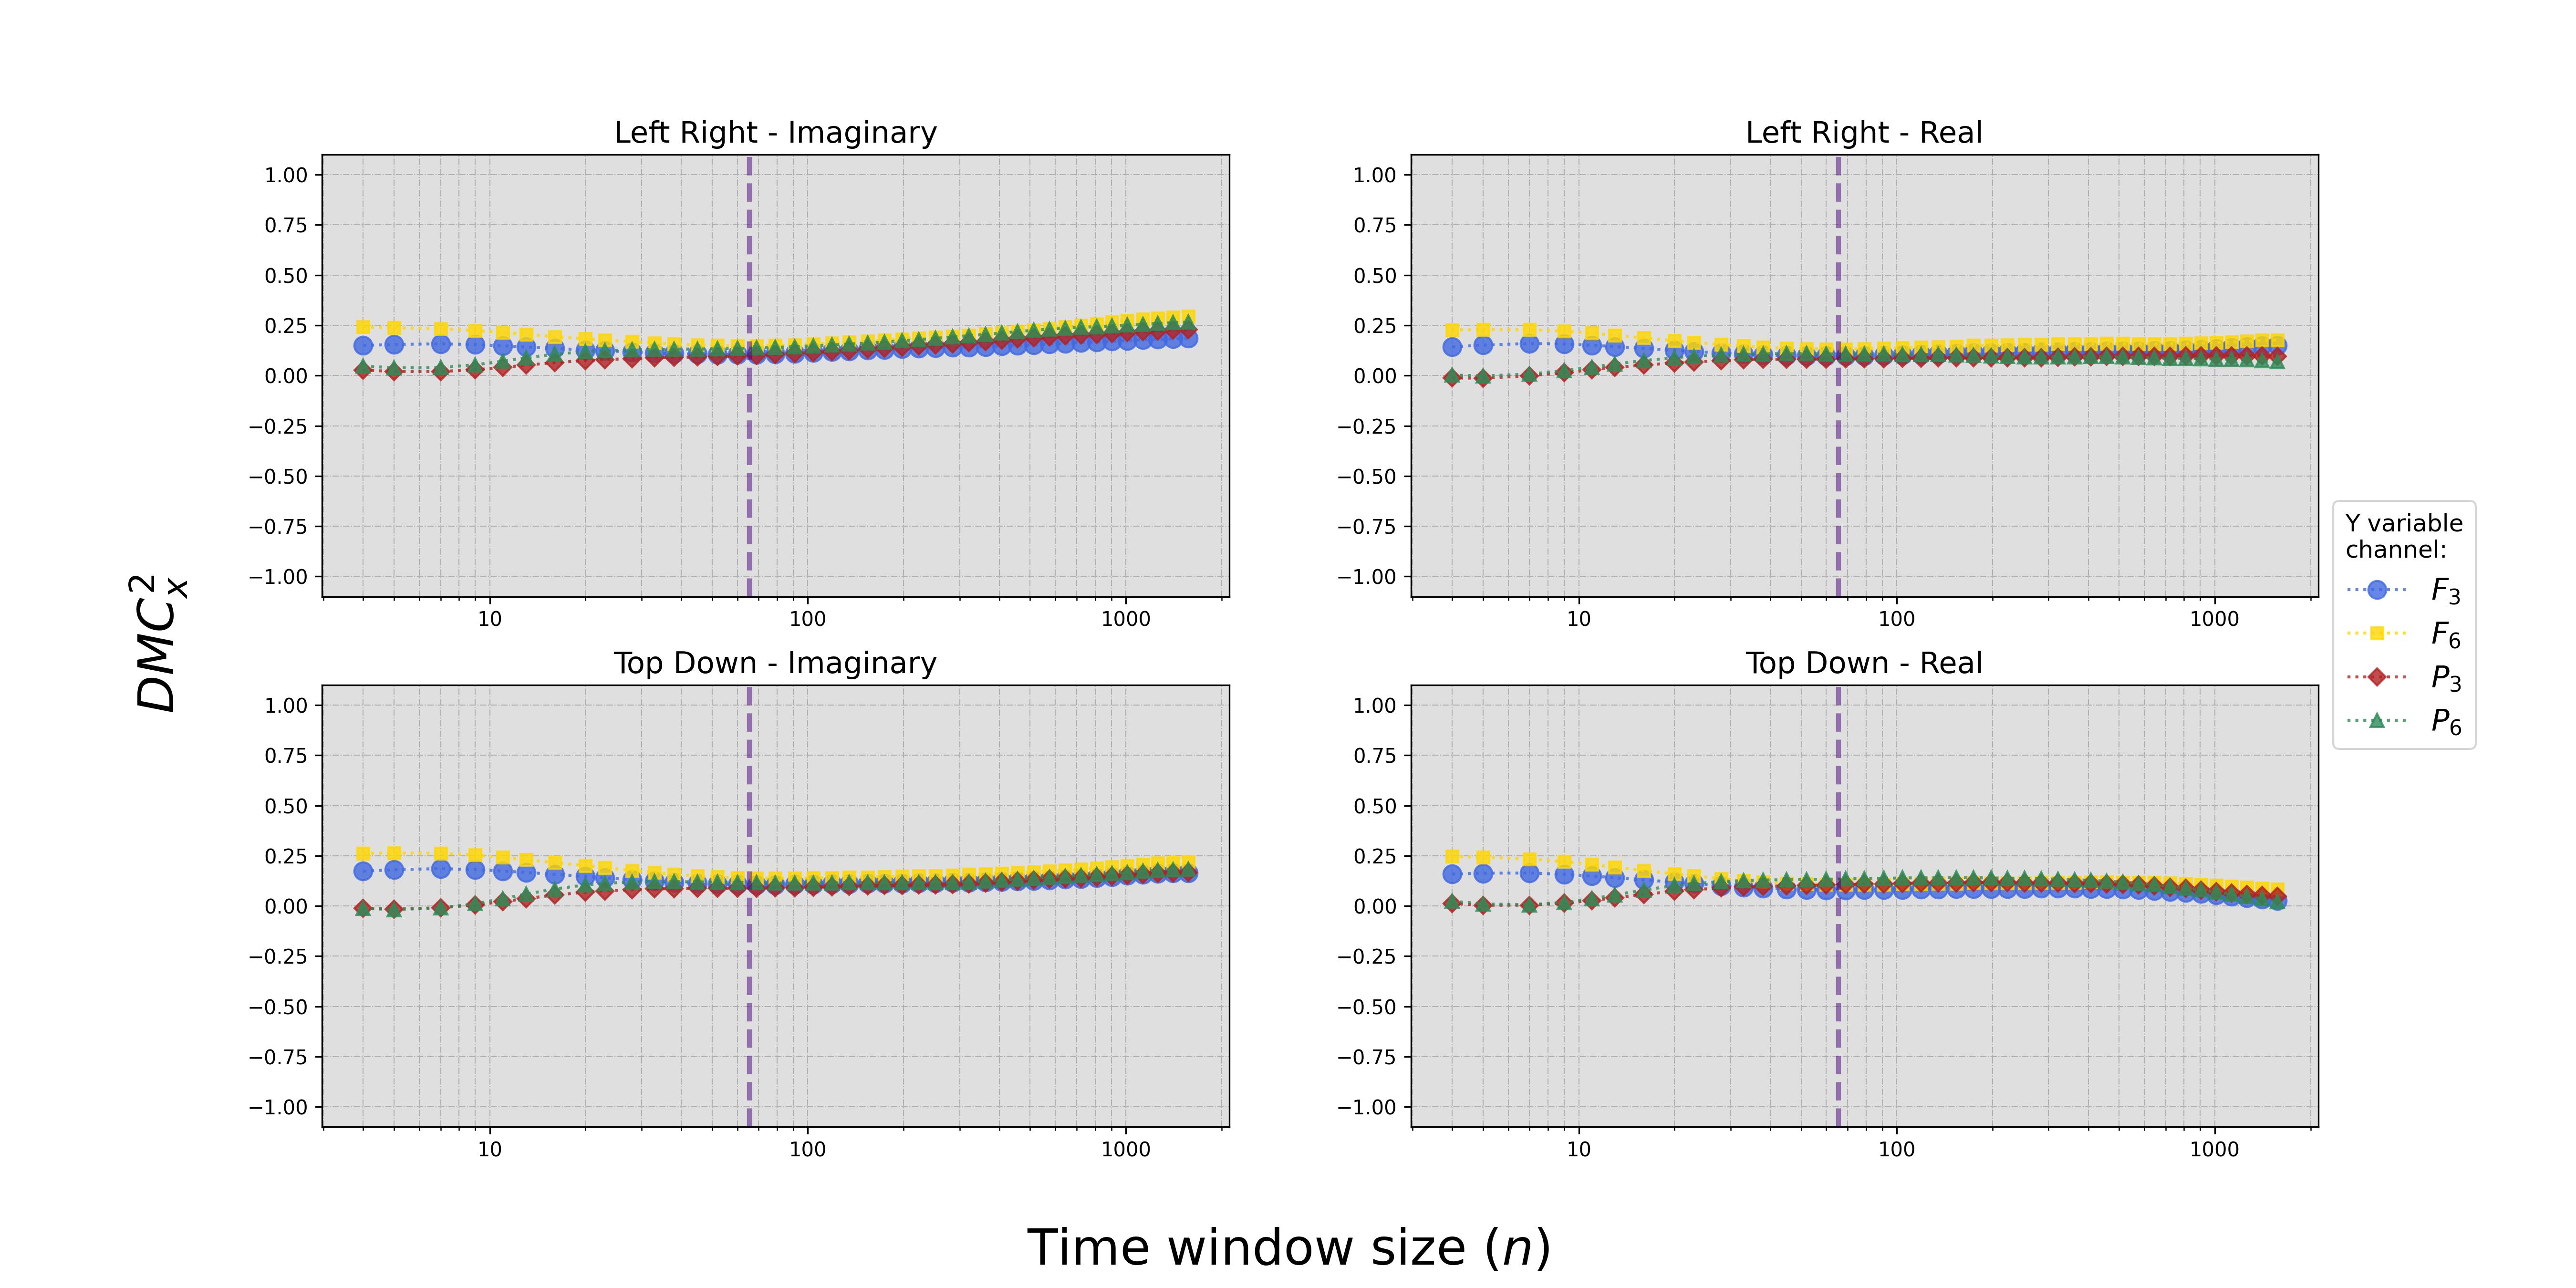 Left Right - Imaginary
1.00
0.75
0.50
0.25
0.00
−0.25
−0.50
−0.75
−1.00
10 100 1000
Left Right - Real
1.00
0.75
0.50
0.25
0.00
−0.25
−0.50
−0.75
−1.00
10 100 1000
Top Down - Imaginary
1.00
0.75
0.50
0.25
0.00
−0.25
−0.50
−0.75
−1.00
10 100 1000
Top Down - Real
1.00
0.75
0.50
0.25
0.00
−0.25
−0.50
−0.75
−1.00
10 100 1000
Y variable
channel:
F₃
F₆
P₃
P₆
DMC²ₓ
Time window size (n)